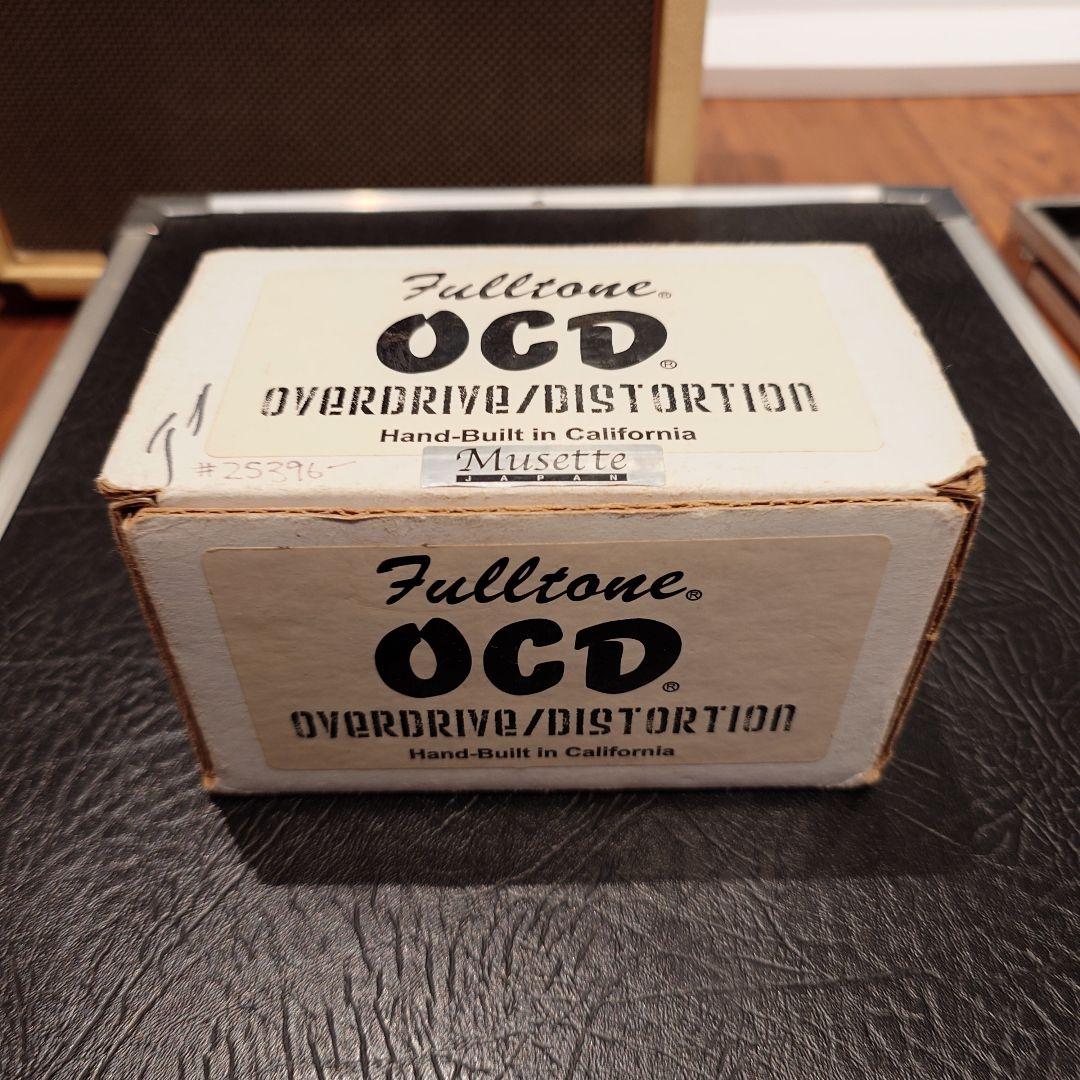 Fulltone®
OCD®
OVERDRIVE/DISTORTION
Hand-Built in California
Musette
JAPAN
#25396-
Fulltone®
OCD®
OVERDRIVE/DISTORTION
Hand-Built in California